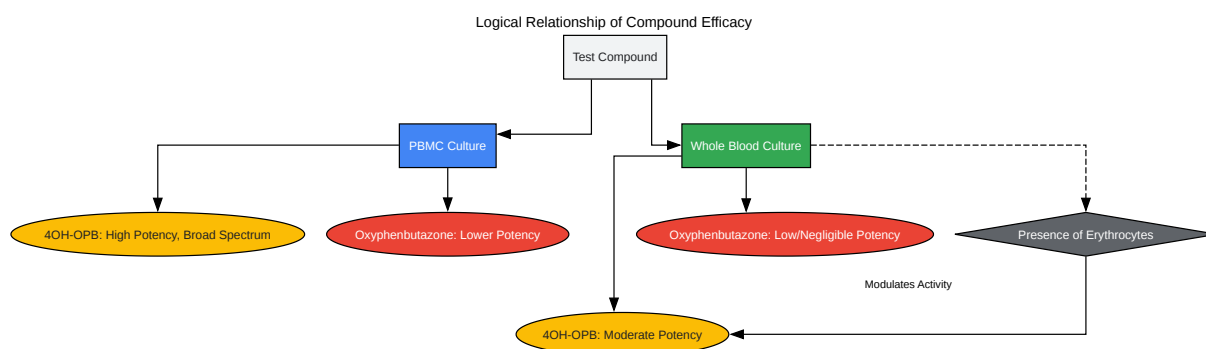 Logical Relationship of Compound Efficacy
Test Compound
PBMC Culture
Whole Blood Culture
4OH-OPB: High Potency, Broad Spectrum
Oxyphenbutazone: Lower Potency
Oxyphenbutazone: Low/Negligible Potency
Presence of Erythrocytes
Modulates Activity
4OH-OPB: Moderate Potency